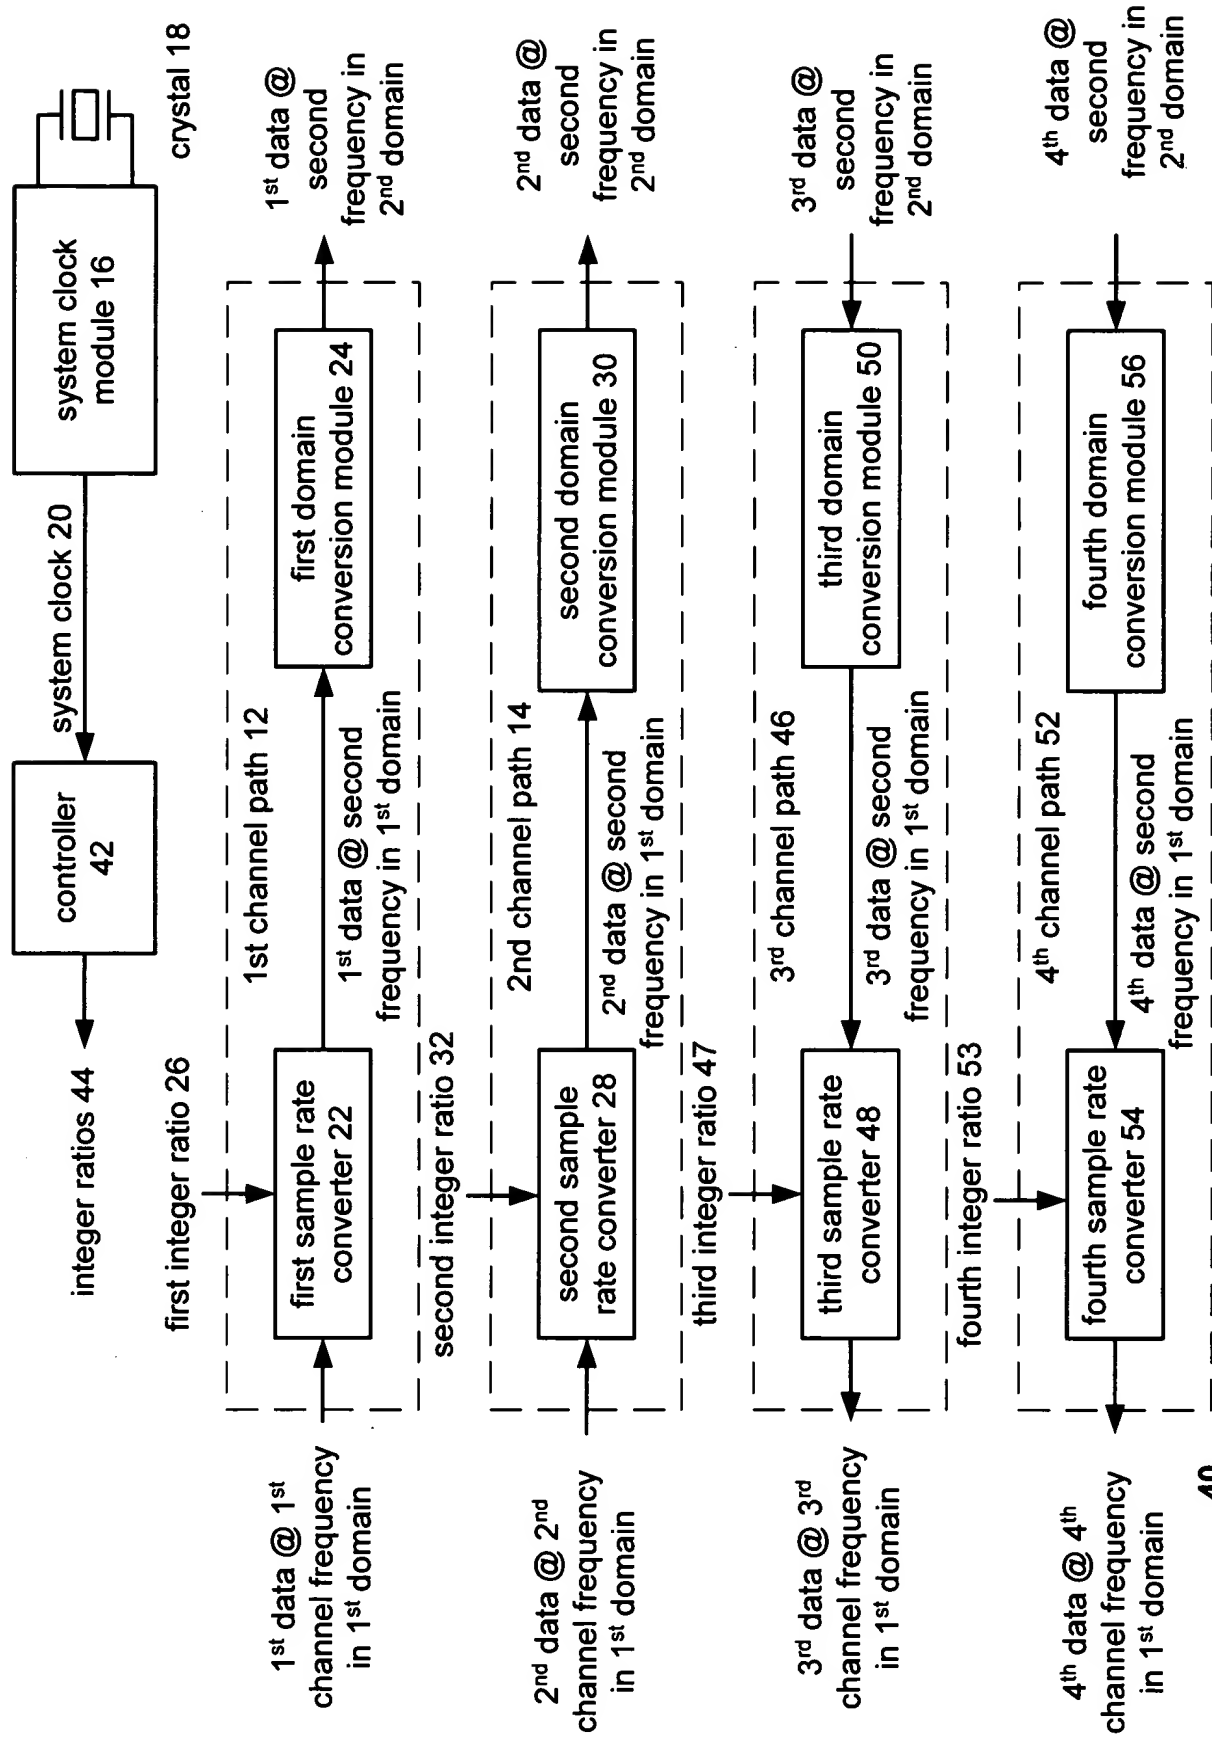 crystal 18
system clock
module 16
system clock 20
controller
42
integer ratios 44
first integer ratio 26
1st channel path 12
1st data @ 1st
channel frequency
in 1st domain
first sample rate
converter 22
1st data @ second
frequency in 1st domain
first domain
conversion module 24
1st data @
second
frequency in
2nd domain
second integer ratio 32
2nd channel path 14
2nd data @ 2nd
channel frequency
in 1st domain
second sample
rate converter 28
2nd data @ second
frequency in 1st domain
second domain
conversion module 30
2nd data @
second
frequency in
2nd domain
third integer ratio 47
3rd channel path 46
3rd data @ 3rd
channel frequency
in 1st domain
third sample rate
converter 48
3rd data @ second
frequency in 1st domain
third domain
conversion module 50
3rd data @
second
frequency in
2nd domain
fourth integer ratio 53
4th channel path 52
4th data @ 4th
channel frequency
in 1st domain
fourth sample rate
converter 54
4th data @ second
frequency in 1st domain
fourth domain
conversion module 56
4th data @
second
frequency in
2nd domain
40